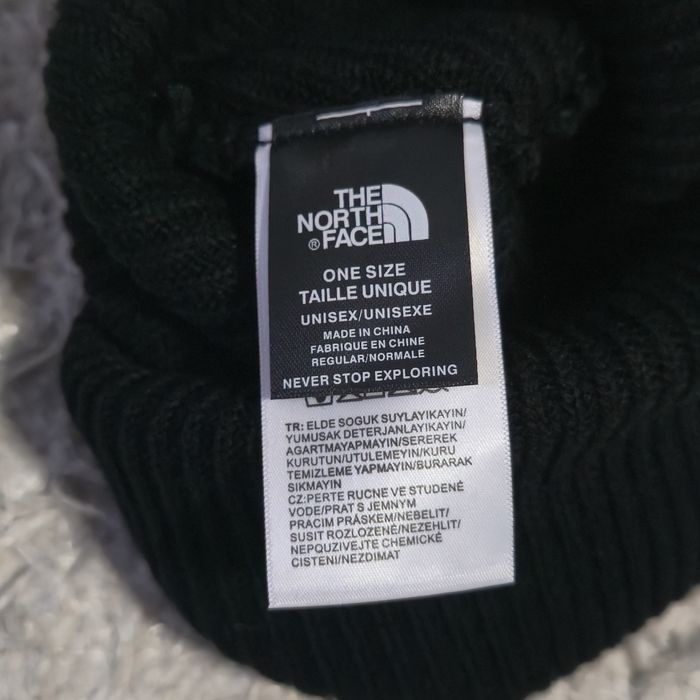 THE
NORTH
® FACE
ONE SIZE
TAILLE UNIQUE
UNISEX/UNISEXE
MADE IN CHINA
FABRIQUE EN CHINE
REGULAR/NORMALE
NEVER STOP EXPLORING
TR: ELDE SOGUK SUYLAYIKAYIN/
YUMUSAK DETERJANLAYIKAYIN/
AGARTMAYAPMAYIN/SEREREK
KURUTUN/UTULEMEYIN/KURU
TEMIZLEME YAPMAYIN/BURARAK
SIKMAYIN
CZ:PERTE RUCNE VE STUDENÉ
VODE/PRAT S JEMNYM
PRACIM PRÁSKEM/NEBELIT/
SUSIT ROZLOZENÉ/NEZEHLIT/
NEPQUZIVEJTE CHEMICKÉ
CISTENI/NEZDIMAT